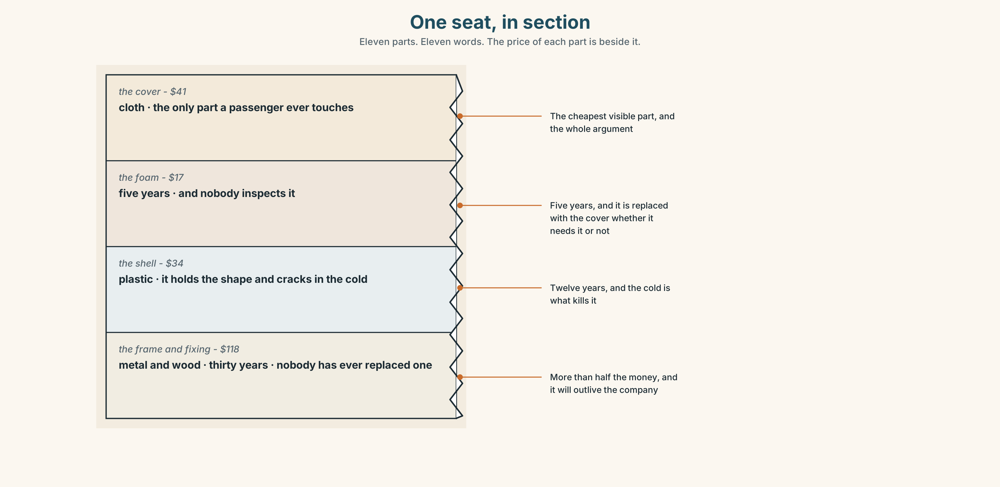 One seat, in section
Eleven parts. Eleven words. The price of each part is beside it.
the cover - $41
cloth · the only part a passenger ever touches
The cheapest visible part, and
the whole argument
the foam - $17
five years · and nobody inspects it
Five years, and it is replaced
with the cover whether it
needs it or not
the shell - $34
plastic · it holds the shape and cracks in the cold
Twelve years, and the cold is
what kills it
the frame and fixing - $118
metal and wood · thirty years · nobody has ever replaced one
More than half the money, and
it will outlive the company